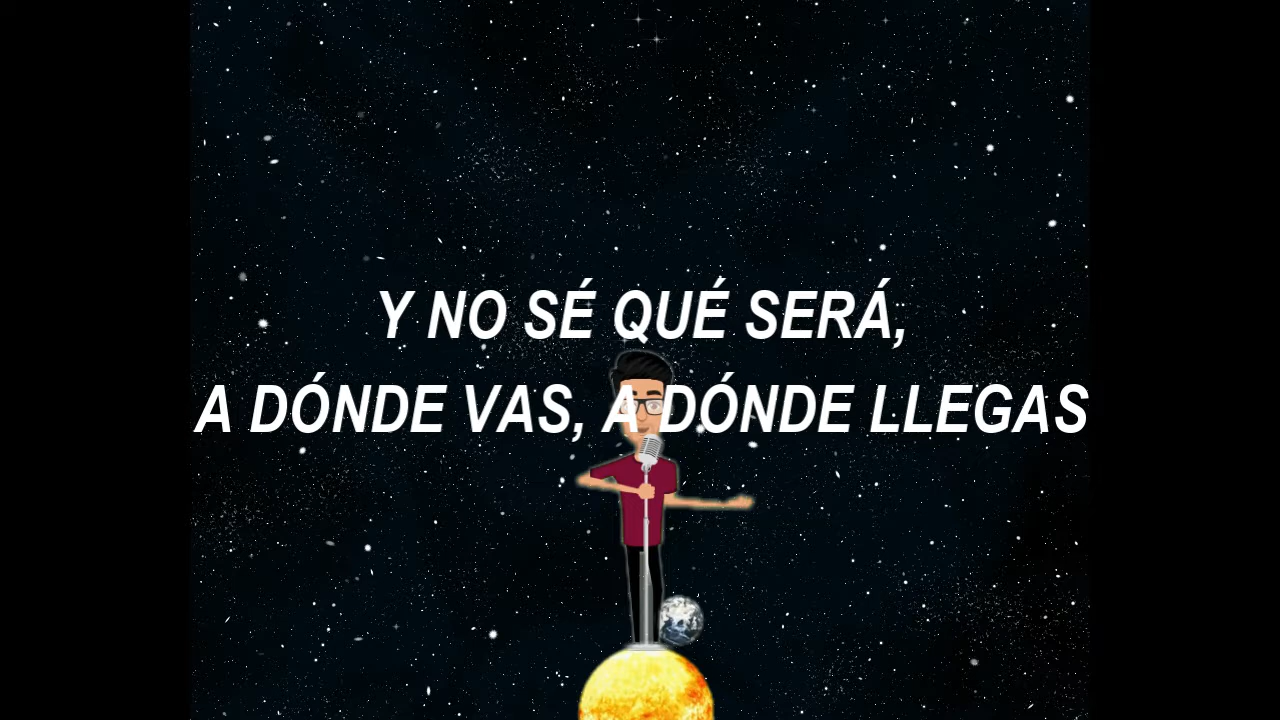 Y NO SÉ QUÉ SERÁ,
A DÓNDE VAS, A DÓNDE LLEGAS